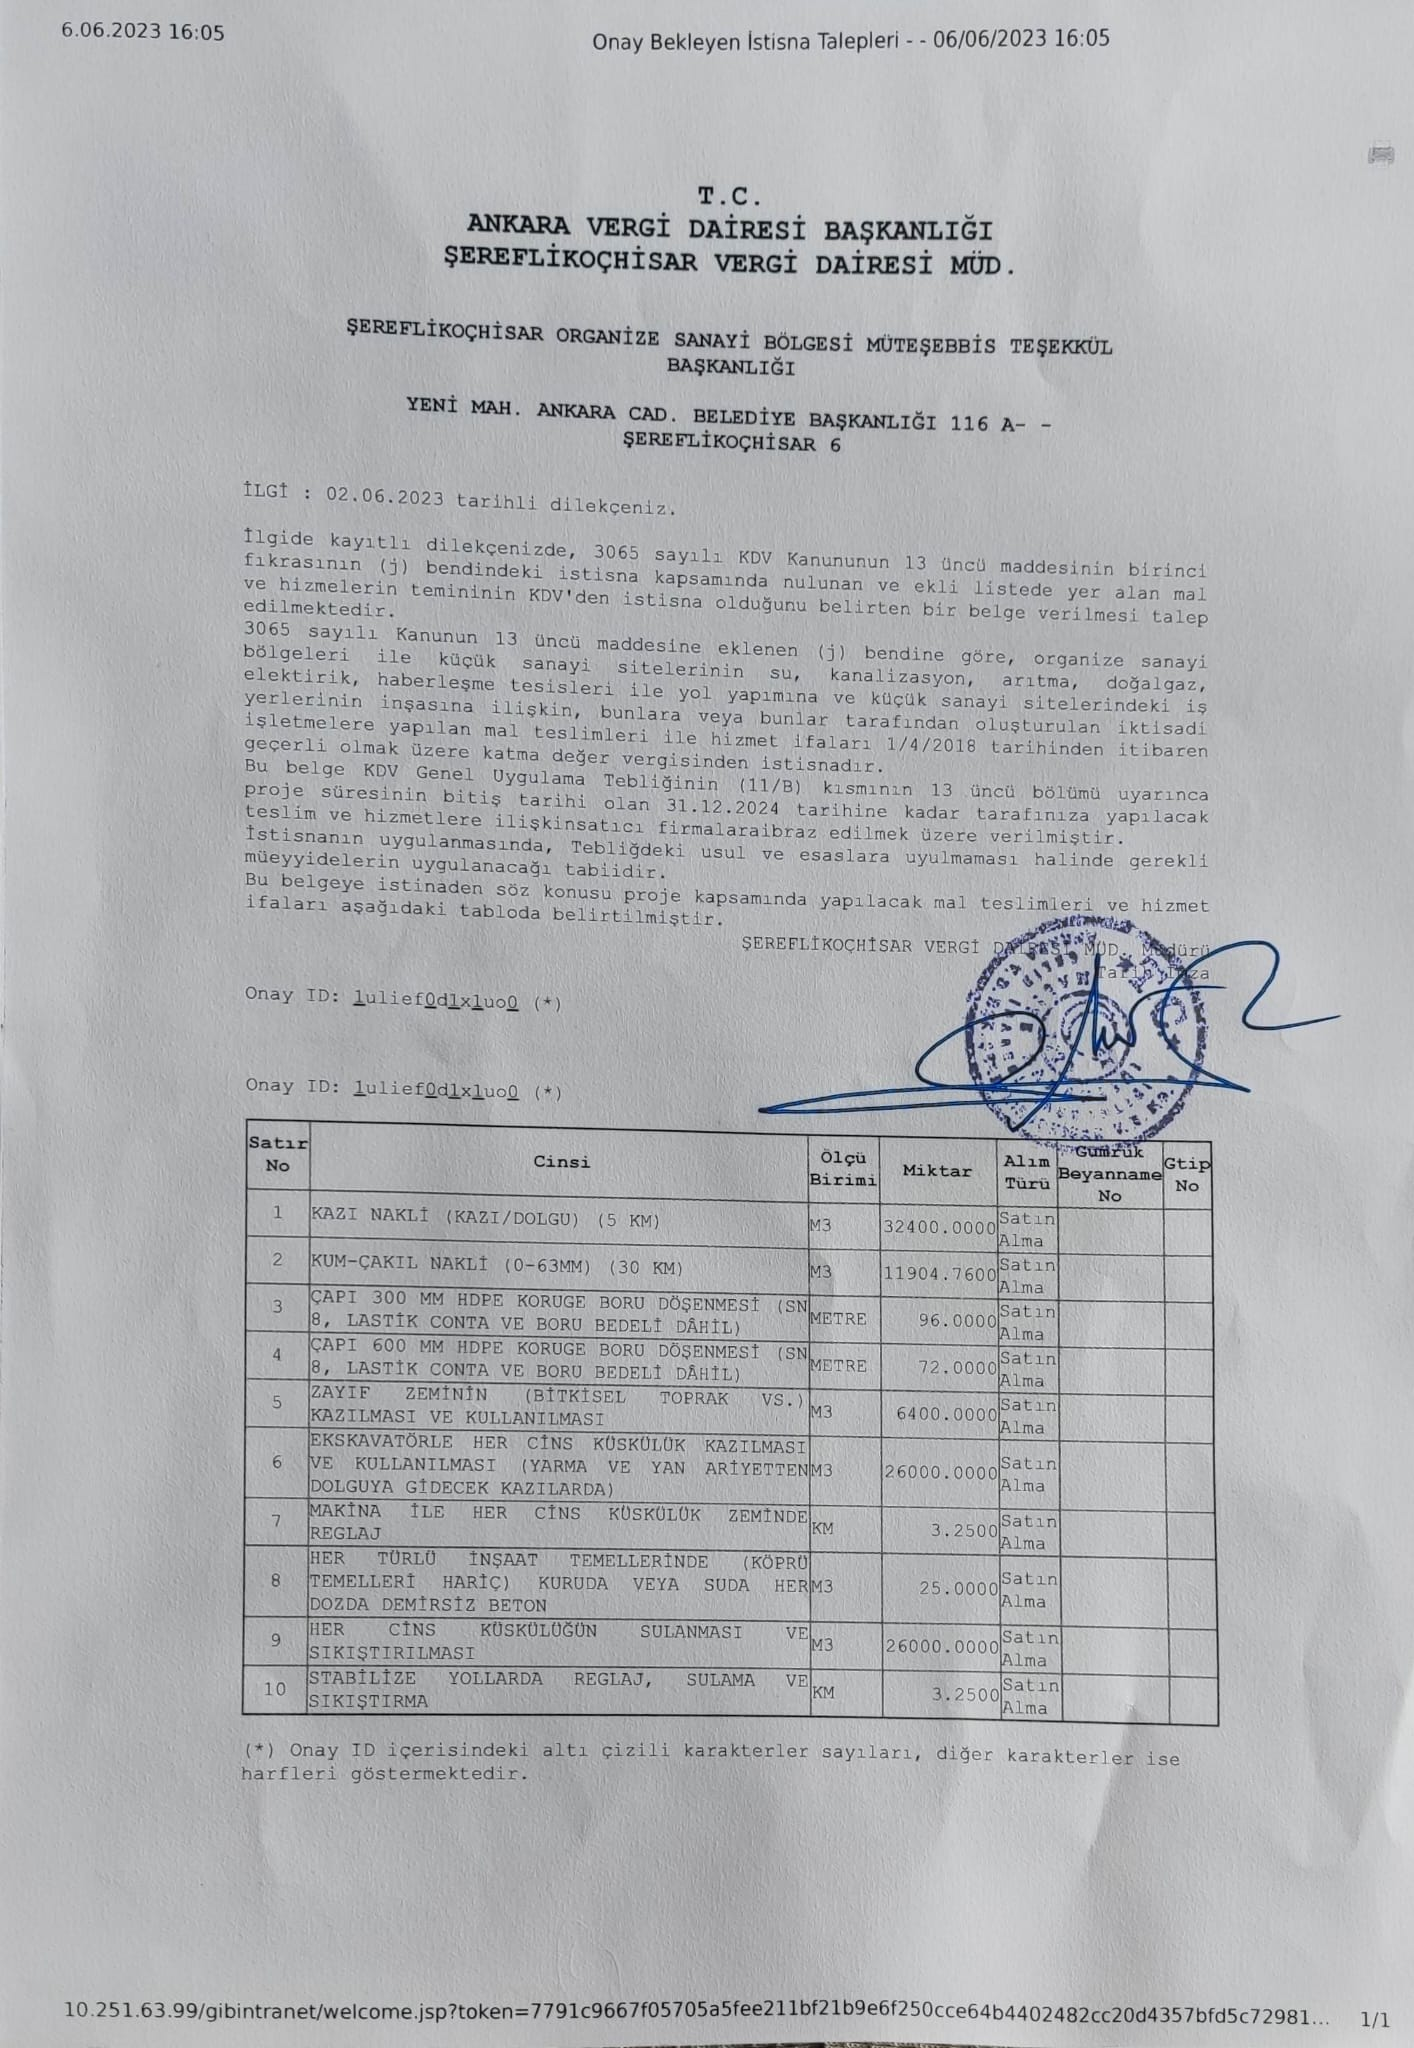 6.06.2023 16:05
Onay Bekleyen İstisna Talepleri - - 06/06/2023 16:05
T.C.
ANKARA VERGİ DAİRESİ BAŞKANLIĞI
ŞEREFLİKOÇHİSAR VERGİ DAİRESİ MÜD.
ŞEREFLİKOÇHİSAR ORGANİZE SANAYİ BÖLGESİ MÜTEŞEBBİS TEŞEKKÜL
BAŞKANLIĞI
YENİ MAH. ANKARA CAD. BELEDİYE BAŞKANLIĞI 116 A- -
ŞEREFLİKOÇHİSAR 6
İLGİ : 02.06.2023 tarihli dilekçeniz.
İlgide kayıtlı dilekçenizde, 3065 sayılı KDV Kanununun 13 üncü maddesinin birinci
fıkrasının (j) bendindeki istisna kapsamında nulunan ve ekli listede yer alan mal
ve hizmelerin temininin KDV'den istisna olduğunu belirten bir belge verilmesi talep
edilmektedir.
3065 sayılı Kanunun 13 üncü maddesine eklenen (j) bendine göre, organize sanayi
bölgeleri ile küçük sanayi sitelerinin su, kanalizasyon, arıtma, doğalgaz,
elektirik, haberleşme tesisleri ile yol yapımına ve küçük sanayi sitelerindeki iş
yerlerinin inşasına ilişkin, bunlara veya bunlar tarafından oluşturulan iktisadi
işletmelere yapılan mal teslimleri ile hizmet ifaları 1/4/2018 tarihinden itibaren
geçerli olmak üzere katma değer vergisinden istisnadır.
Bu belge KDV Genel Uygulama Tebliğinin (11/B) kısmının 13 üncü bölümü uyarınca
proje süresinin bitiş tarihi olan 31.12.2024 tarihine kadar tarafınıza yapılacak
teslim ve hizmetlere ilişkinsatıcı firmalaraibraz edilmek üzere verilmiştir.
İstisnanın uygulanmasında, Tebliğdeki usul ve esaslara uyulmaması halinde gerekli
müeyyidelerin uygulanacağı tabiidir.
Bu belgeye istinaden söz konusu proje kapsamında yapılacak mal teslimleri ve hizmet
ifaları aşağıdaki tabloda belirtilmiştir.
ŞEREFLİKOÇHİSAR VERGİ DAİRESİ MÜD. Müdürü
Tarih İmza
Onay ID: 1ulief0d1x1uo0 (*)
Onay ID: 1ulief0d1x1uo0 (*)
Satır No Cinsi Ölçü Birimi Miktar Alım Türü Gümrük Beyanname No Gtip No
1 KAZI NAKLİ (KAZI/DOLGU) (5 KM) M3 32400.0000 Satın Alma
2 KUM-ÇAKIL NAKLİ (0-63MM) (30 KM) M3 11904.7600 Satın Alma
3 ÇAPI 300 MM HDPE KORUGE BORU DÖŞENMESİ (SN
8, LASTİK CONTA VE BORU BEDELİ DÂHİL) METRE 96.0000 Satın Alma
4 ÇAPI 600 MM HDPE KORUGE BORU DÖŞENMESİ (SN
8, LASTİK CONTA VE BORU BEDELİ DÂHİL) METRE 72.0000 Satın Alma
5 ZAYIF ZEMİNİN (BİTKİSEL TOPRAK VS.)
KAZILMASI VE KULLANILMASI M3 6400.0000 Satın Alma
6 EKSKAVATÖRLE HER CİNS KÜSKÜLÜK KAZILMASI
VE KULLANILMASI (YARMA VE YAN ARİYETTEN
DOLGUYA GİDECEK KAZILARDA) M3 26000.0000 Satın Alma
7 MAKİNA İLE HER CİNS KÜSKÜLÜK ZEMİNDE
REGLAJ KM 3.2500 Satın Alma
8 HER TÜRLÜ İNŞAAT TEMELLERİNDE (KÖPRÜ
TEMELLERİ HARİÇ) KURUDA VEYA SUDA HER
DOZDA DEMİRSİZ BETON M3 25.0000 Satın Alma
9 HER CİNS KÜSKÜLÜĞÜN SULANMASI VE
SIKIŞTIRILMASI M3 26000.0000 Satın Alma
10 STABİLİZE YOLLARDA REGLAJ, SULAMA VE
SIKIŞTIRMA KM 3.2500 Satın Alma
(*) Onay ID içerisindeki altı çizili karakterler sayıları, diğer karakterler ise
harfleri göstermektedir.
10.251.63.99/gibintranet/welcome.jsp?token=7791c9667f05705a5fee211bf21b9e6f250cce64b4402482cc20d4357bfd5c72981... 1/1